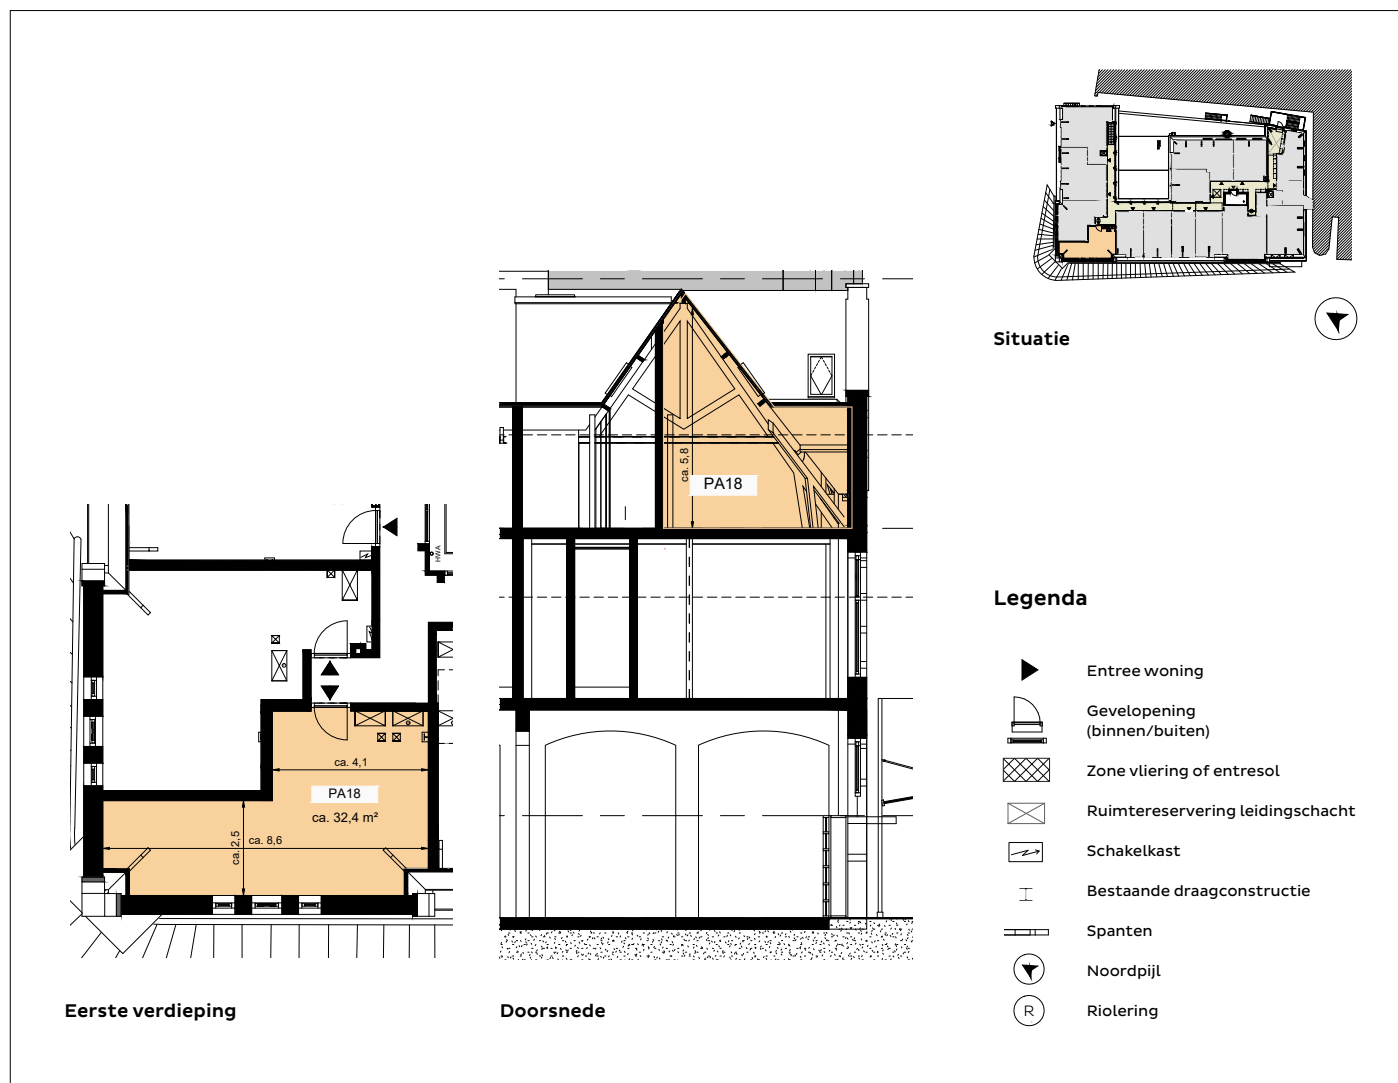 Situatie
ca. 5,8
PA18
HWA
ca. 4,1
PA18
ca. 32,4 m²
ca. 2,5
ca. 8,6
Eerste verdieping
Doorsnede
Legenda
Entree woning
Gevelopening
(binnen/buiten)
Zone vliering of entresol
Ruimtereservering leidingschacht
Schakelkast
Bestaande draagconstructie
Spanten
Noordpijl
R
Riolering